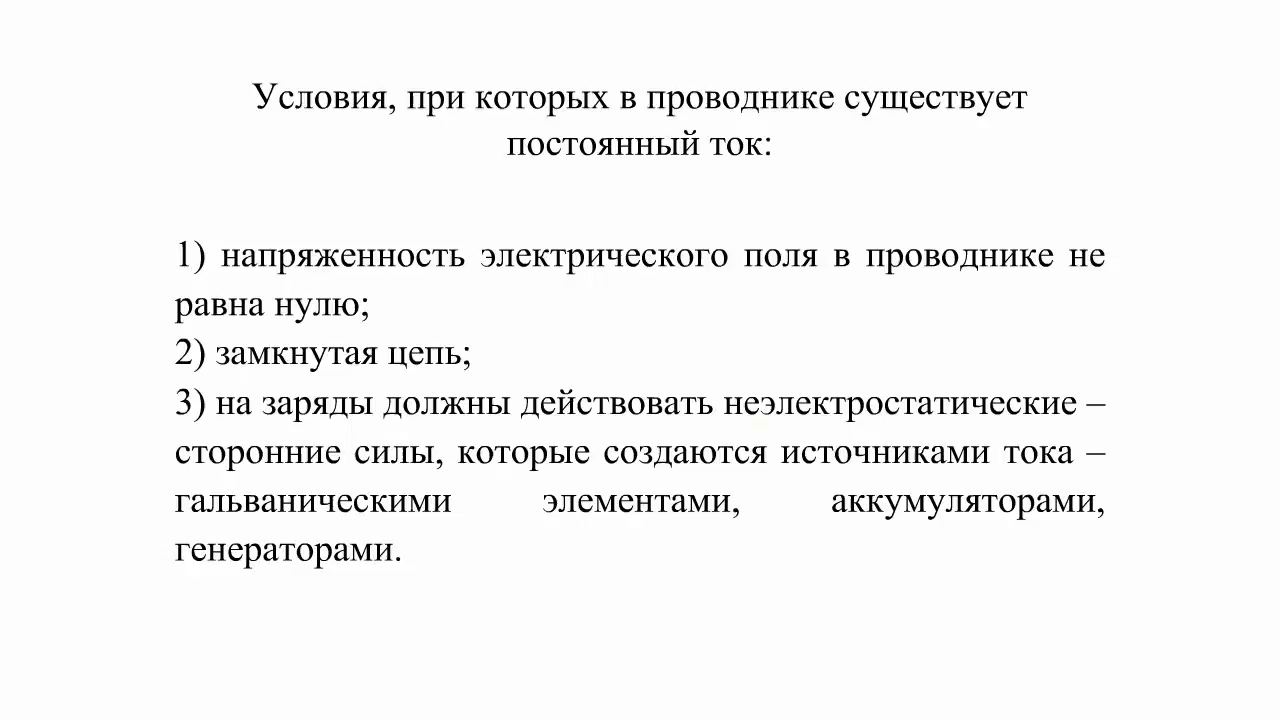 Условия, при которых в проводнике существует
постоянный ток:
1) напряженность электрического поля в проводнике не
равна нулю;
2) замкнутая цепь;
3) на заряды должны действовать неэлектростатические –
сторонние силы, которые создаются источниками тока –
гальваническими элементами, аккумуляторами,
генераторами.